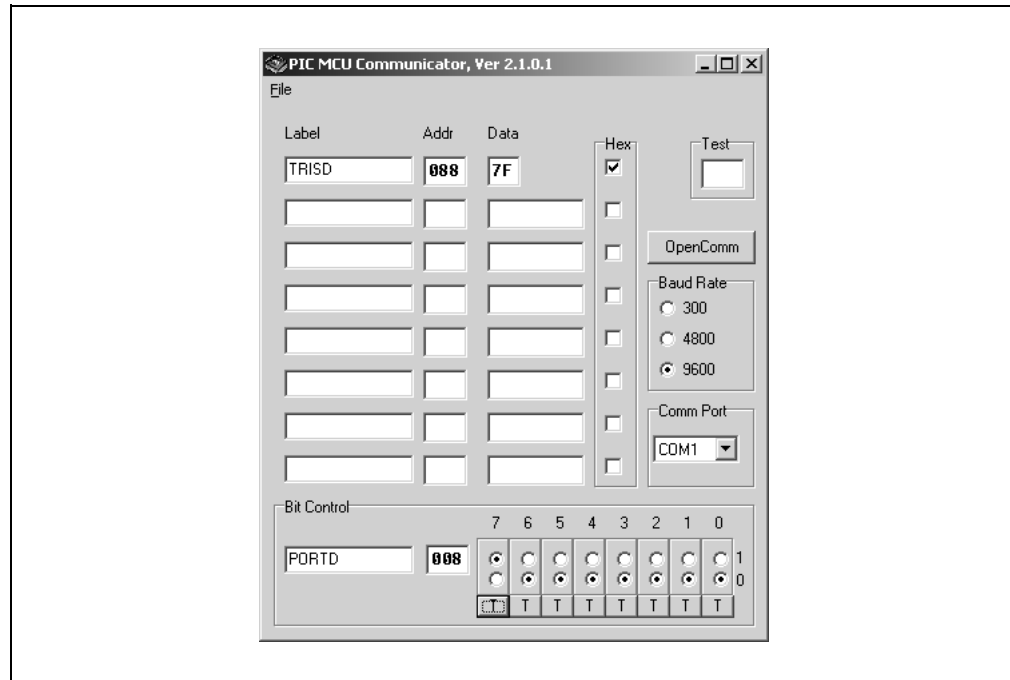 PIC MCU Communicator, Ver 2.1.0.1
File
Label Addr Data
Hex
Test
TRISD 088 7F
OpenComm
Baud Rate
300
4800
9600
Comm Port
COM1
Bit Control
7 6 5 4 3 2 1 0
PORTD 008
1
0
T T T T T T T T